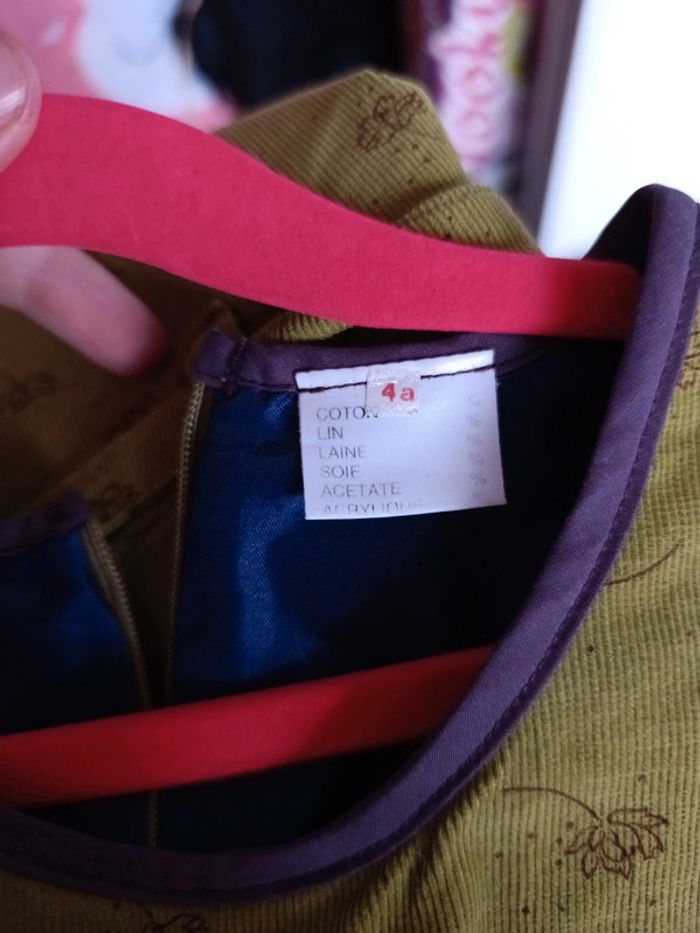 4a
COTON %
LIN %
LAINE %
SOIE %
ACETATE %